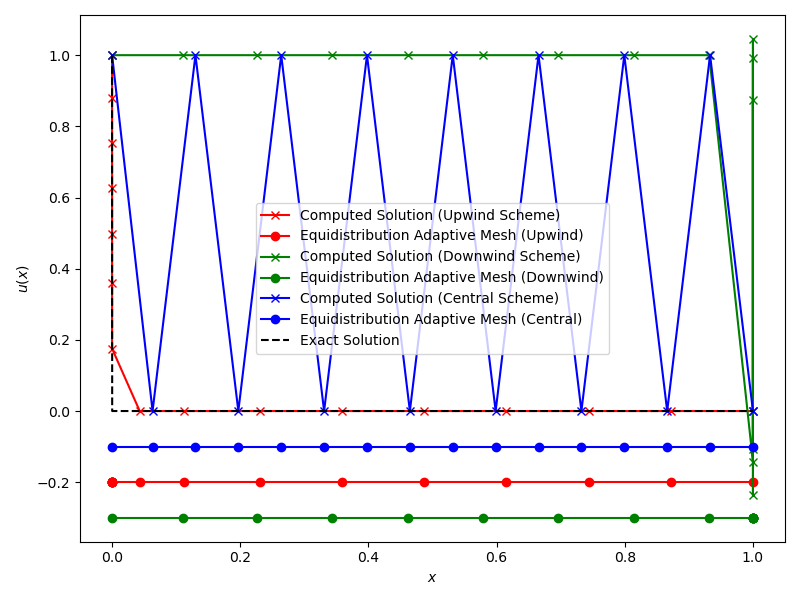 1.0
0.8
0.6
0.4
0.2
0.0
−0.2
u(x)
Computed Solution (Upwind Scheme)
Equidistribution Adaptive Mesh (Upwind)
Computed Solution (Downwind Scheme)
Equidistribution Adaptive Mesh (Downwind)
Computed Solution (Central Scheme)
Equidistribution Adaptive Mesh (Central)
Exact Solution
0.0 0.2 0.4 0.6 0.8 1.0
x